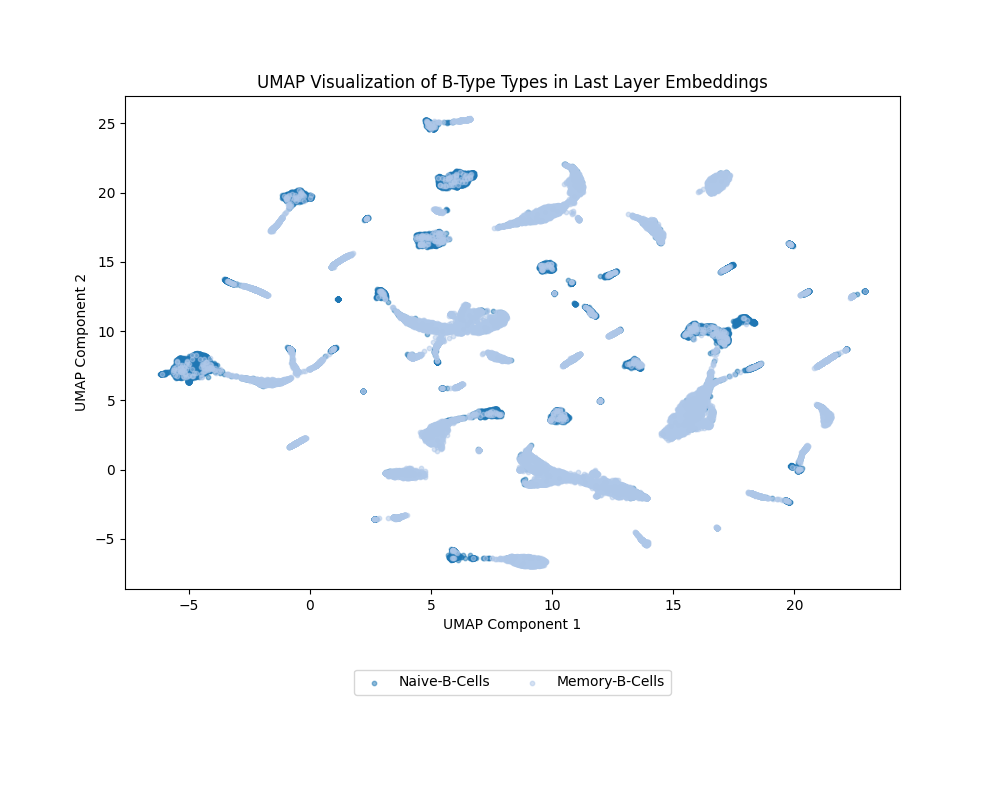 UMAP Visualization of B-Type Types in Last Layer Embeddings
25
20
15
10
5
0
−5
UMAP Component 2
−5 0 5 10 15 20
UMAP Component 1
Naive-B-Cells Memory-B-Cells